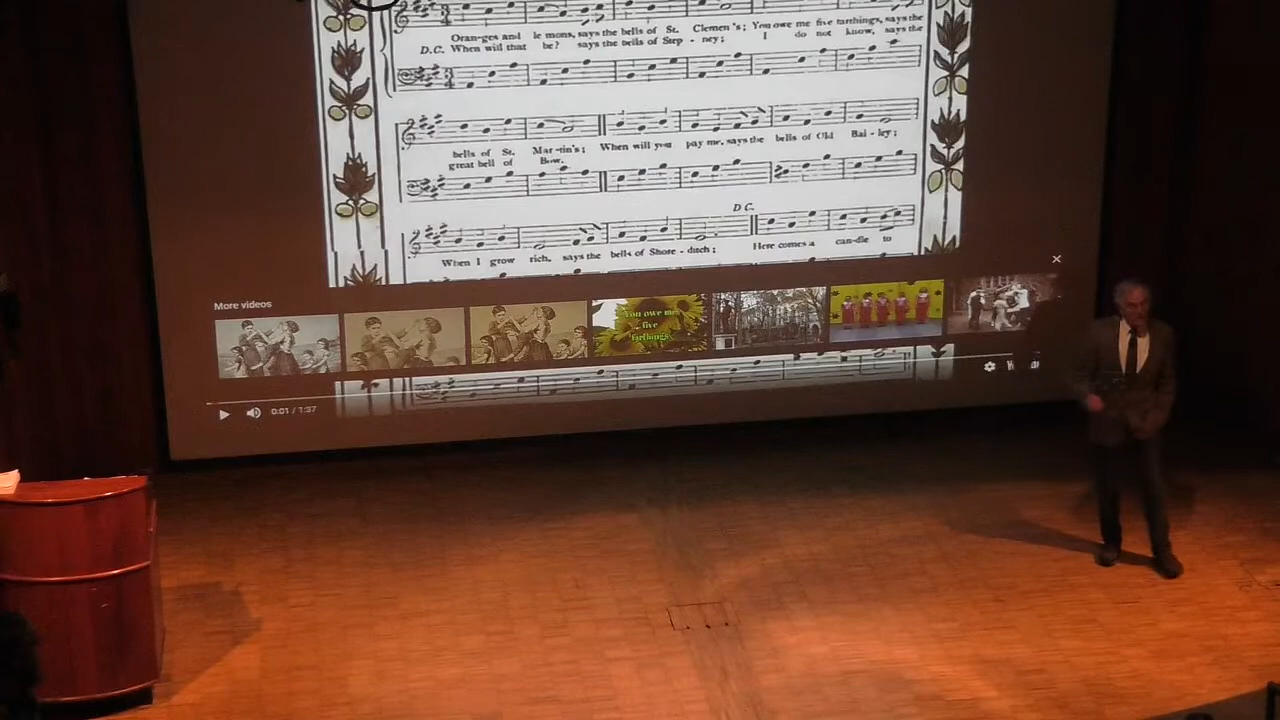 Oran-ges and le mons, says the bells of St. Clemen's; You owe me five farthings, says the
D.C. When will that be? says the bells of Step - ney; I do not know, says the
bells of St. Mar-tin's; When will you pay me, says the bells of Old Bai - ley;
great bell of Bow.
D.C.
When I grow rich, says the bells of Shore - ditch; Here comes a can-dle to
More videos
You owe me
five
farthings
0:01 / 1:37